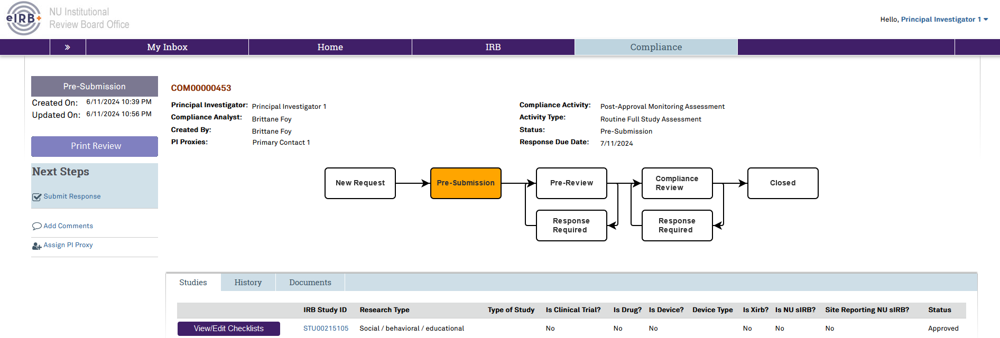 eIRB+
NU Institutional
Review Board Office
Hello, Principal Investigator 1
» My Inbox Home IRB Compliance
Pre-Submission
Created On: 6/11/2024 10:39 PM
Updated On: 6/11/2024 10:56 PM
Print Review
Next Steps
Submit Response
Add Comments
Assign PI Proxy
COM00000453
Principal Investigator: Principal Investigator 1
Compliance Analyst: Brittane Foy
Created By: Brittane Foy
PI Proxies: Primary Contact 1
Compliance Activity: Post-Approval Monitoring Assessment
Activity Type: Routine Full Study Assessment
Status: Pre-Submission
Response Due Date: 7/11/2024
New Request
Pre-Submission
Pre-Review
Compliance
Review
Closed
Response
Required
Response
Required
Studies History Documents
IRB Study ID Research Type Type of Study Is Clinical Trial? Is Drug? Is Device? Device Type Is Xirb? Is NU sIRB? Site Reporting NU sIRB? Status
View/Edit Checklists STU00215105 Social / behavioral / educational No No No No No No Approved